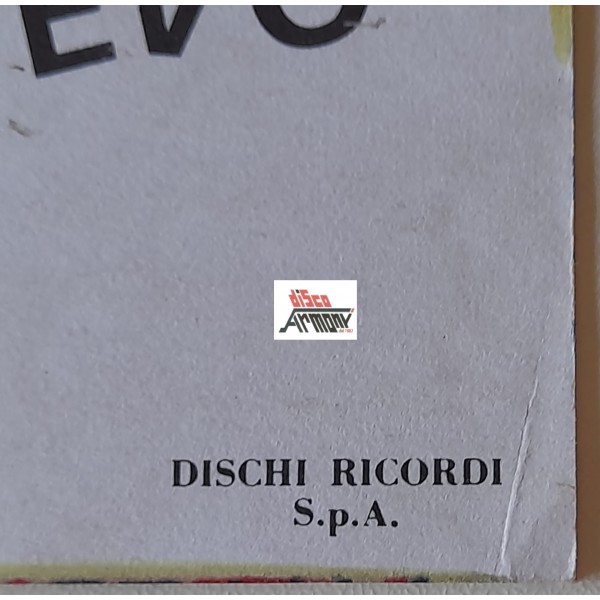 EVO
disco
Armony
DISCHI RICORDI
S.p.A.